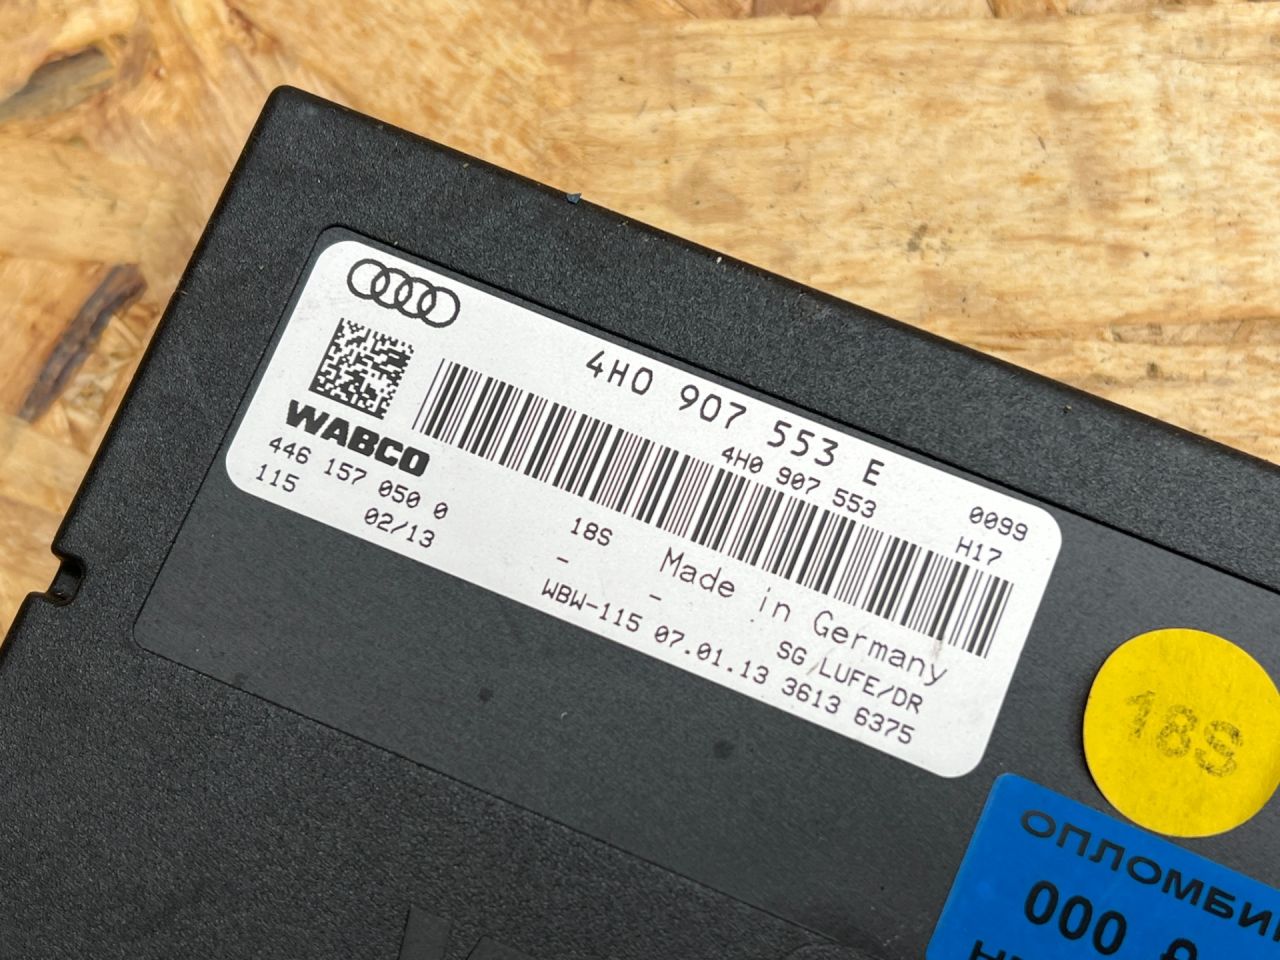 4H0 907 553 E
4H0 907 553
0099
H17
WABCO
446 157 050 0
115
02/13
18S
-
-
Made in Germany
SG LUFE/DR
WBW-115 07.01.13 3613 6375
18S
000